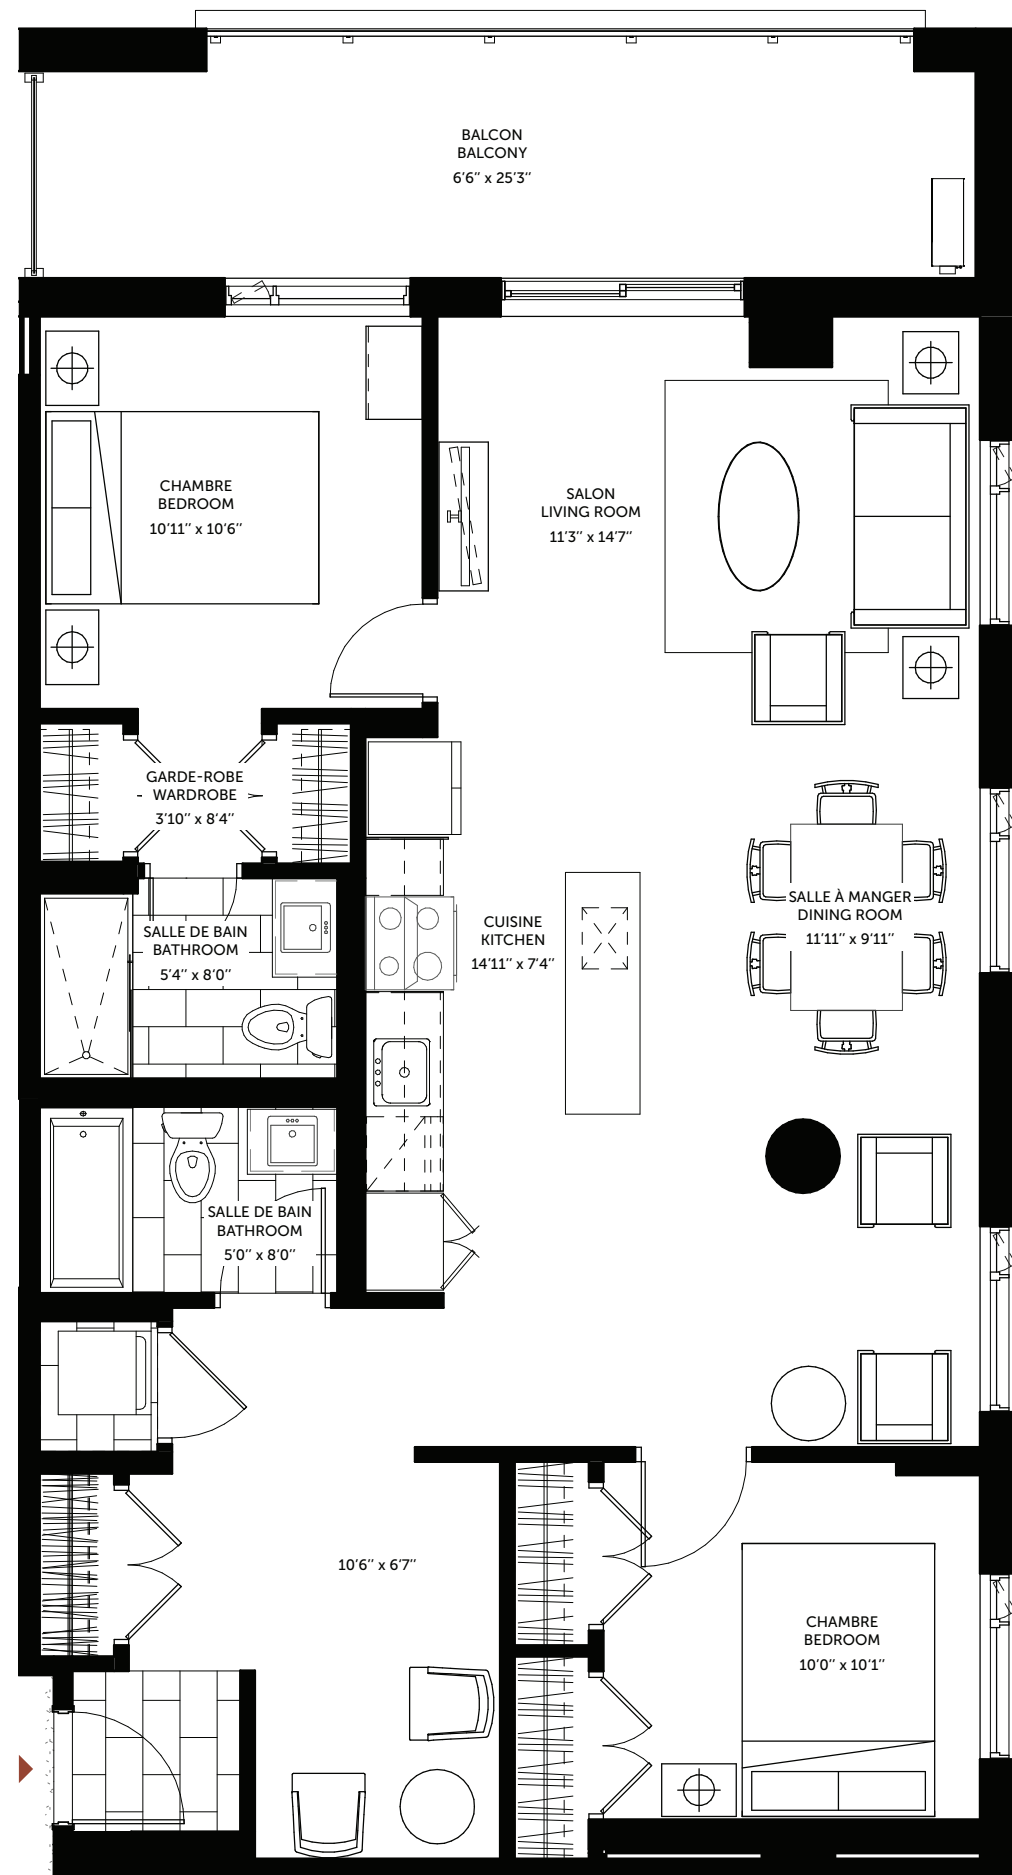 BALCON
BALCONY
6'6'' x 25'3''
CHAMBRE
BEDROOM
10'11'' x 10'6''
SALON
LIVING ROOM
11'3'' x 14'7''
GARDE-ROBE
WARDROBE
3'10'' x 8'4''
SALLE DE BAIN
BATHROOM
5'4'' x 8'0''
CUISINE
KITCHEN
14'11'' x 7'4''
SALLE À MANGER
DINING ROOM
11'11'' x 9'11''
SALLE DE BAIN
BATHROOM
5'0'' x 8'0''
10'6'' x 6'7''
CHAMBRE
BEDROOM
10'0'' x 10'1''